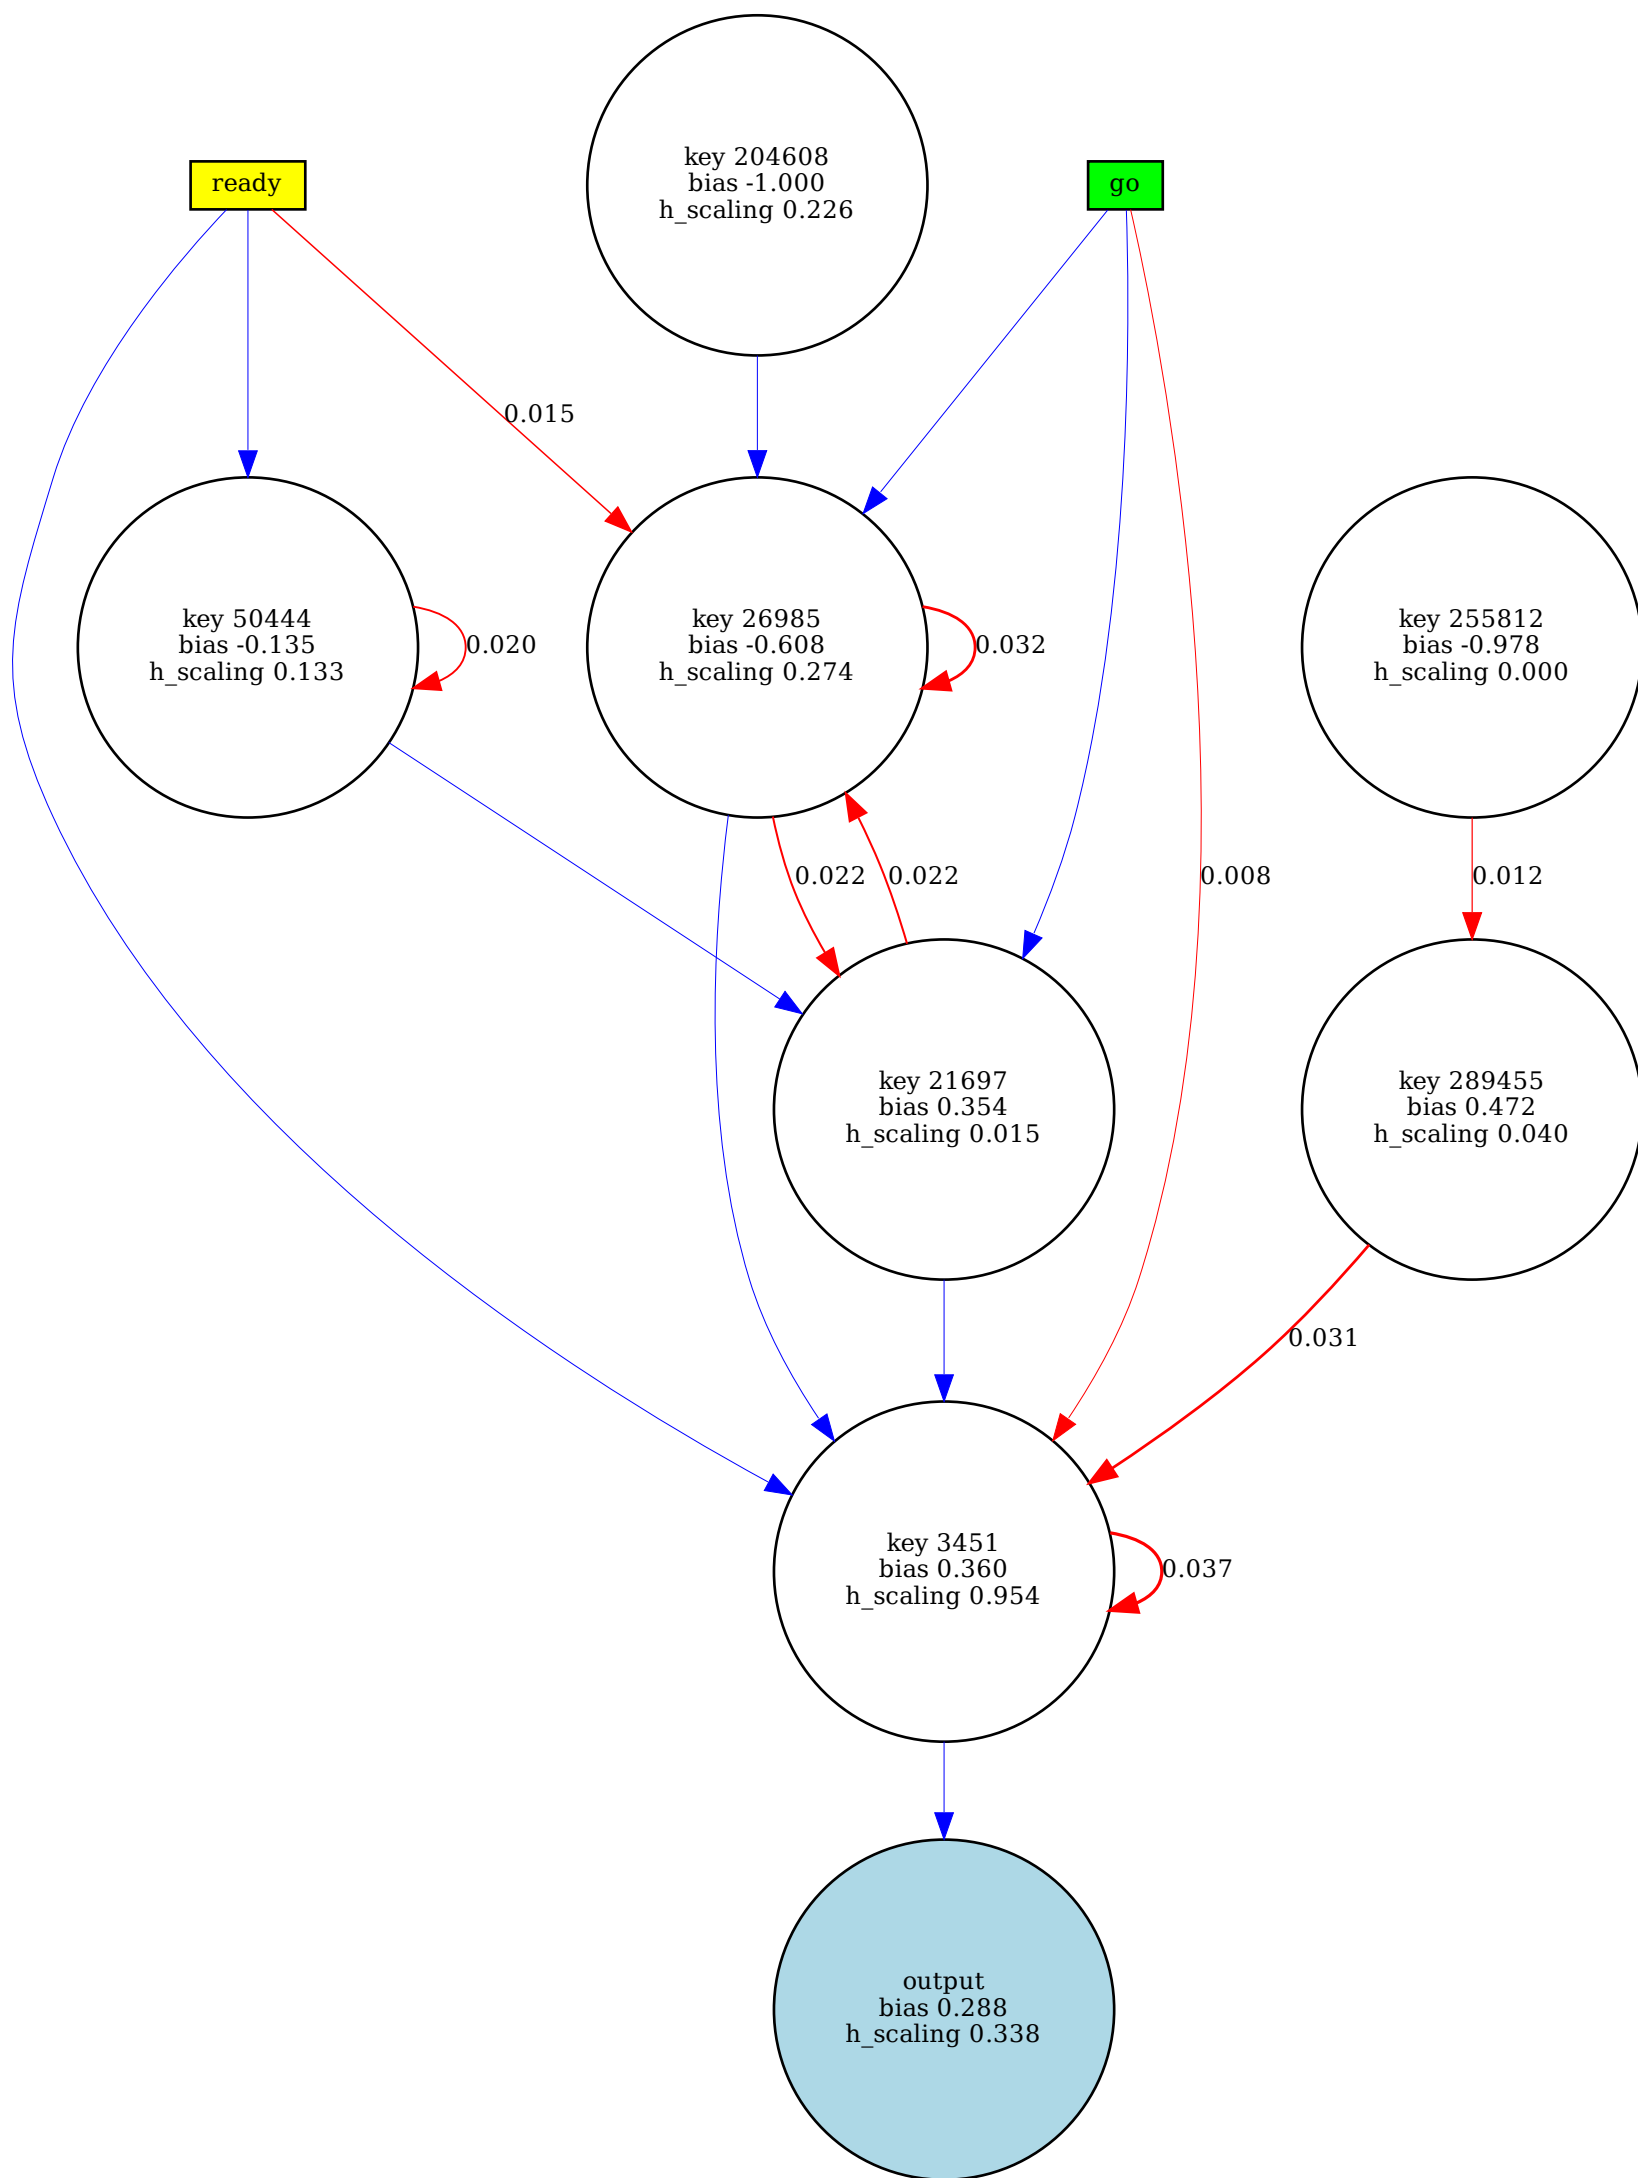 key 204608
bias -1.000
h_scaling 0.226
ready
go
0.015
key 50444
bias -0.135
h_scaling 0.133
0.020
key 26985
bias -0.608
h_scaling 0.274
0.032
key 255812
bias -0.978
h_scaling 0.000
0.022
0.022
0.008
0.012
key 21697
bias 0.354
h_scaling 0.015
key 289455
bias 0.472
h_scaling 0.040
0.031
key 3451
bias 0.360
h_scaling 0.954
0.037
output
bias 0.288
h_scaling 0.338